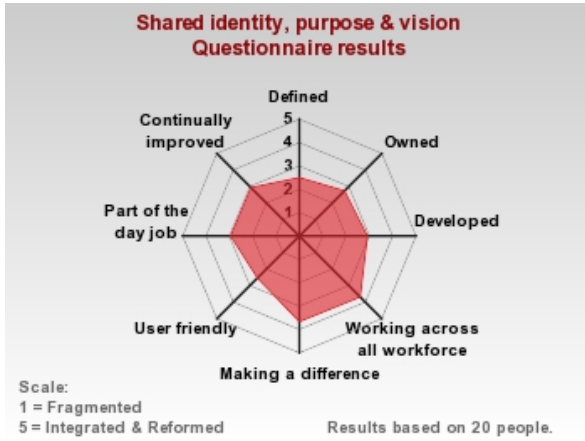 Shared identity, purpose & vision
Questionnaire results
Defined
Continually
improved
5
4
3
2
1
Owned
Part of the
day job
Developed
User friendly
Working across
all workforce
Making a difference
Scale:
1 = Fragmented
5 = Integrated & Reformed
Results based on 20 people.